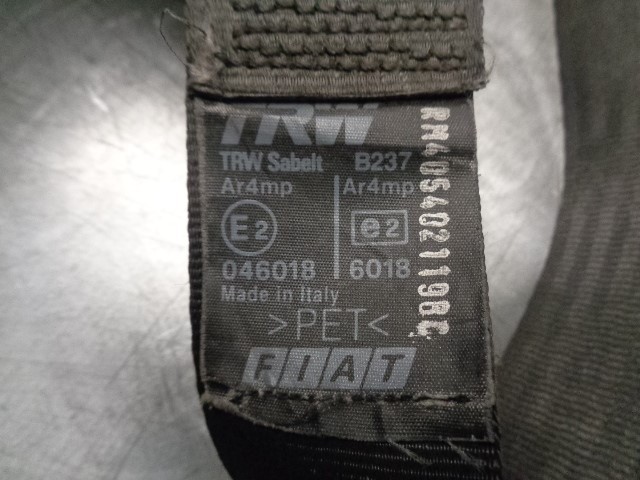 TRW
TRW Sabelt B237
Ar4mp Ar4mp
E2 e2
046018 6018
Made in Italy
>PET<
FIAT
RM405402119BC